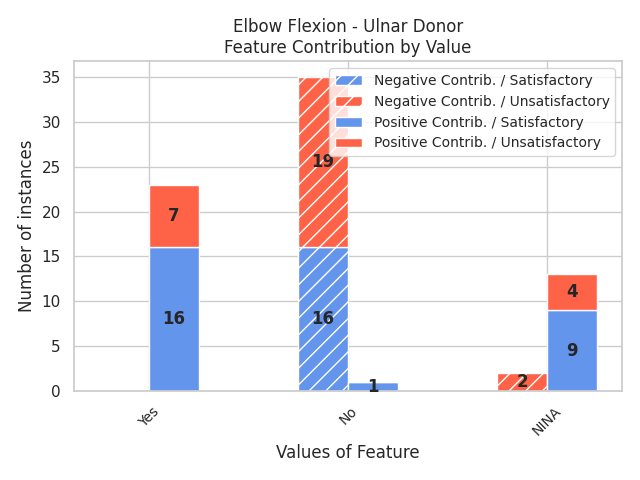 Elbow Flexion - Ulnar Donor
Feature Contribution by Value
Negative Contrib. / Satisfactory
Negative Contrib. / Unsatisfactory
Positive Contrib. / Satisfactory
Positive Contrib. / Unsatisfactory
Number of instances
35
30
25
20
15
10
5
0
7
16
19
16
1
2
4
9
Yes
No
NINA
Values of Feature